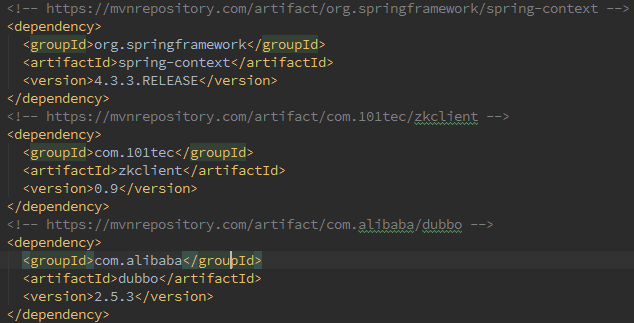 <!-- https://mvnrepository.com/artifact/org.springframework/spring-context -->
<dependency>
<groupId>org.springframework</groupId>
<artifactId>spring-context</artifactId>
<version>4.3.3.RELEASE</version>
</dependency>
<!-- https://mvnrepository.com/artifact/com.101tec/zkclient -->
<dependency>
<groupId>com.101tec</groupId>
<artifactId>zkclient</artifactId>
<version>0.9</version>
</dependency>
<!-- https://mvnrepository.com/artifact/com.alibaba/dubbo -->
<dependency>
<groupId>com.alibaba</groupId>
<artifactId>dubbo</artifactId>
<version>2.5.3</version>
</dependency>